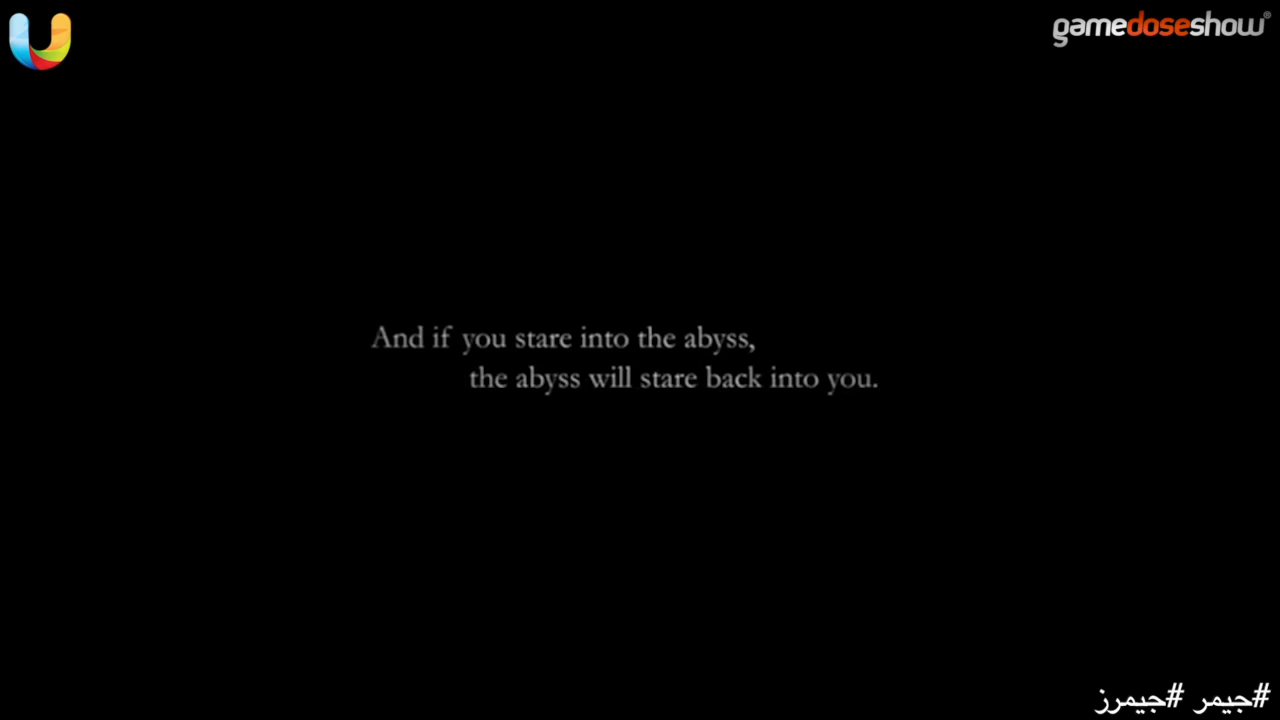 gamedoseshow®
And if you stare into the abyss,
the abyss will stare back into you.
#جيمر #جيمرز